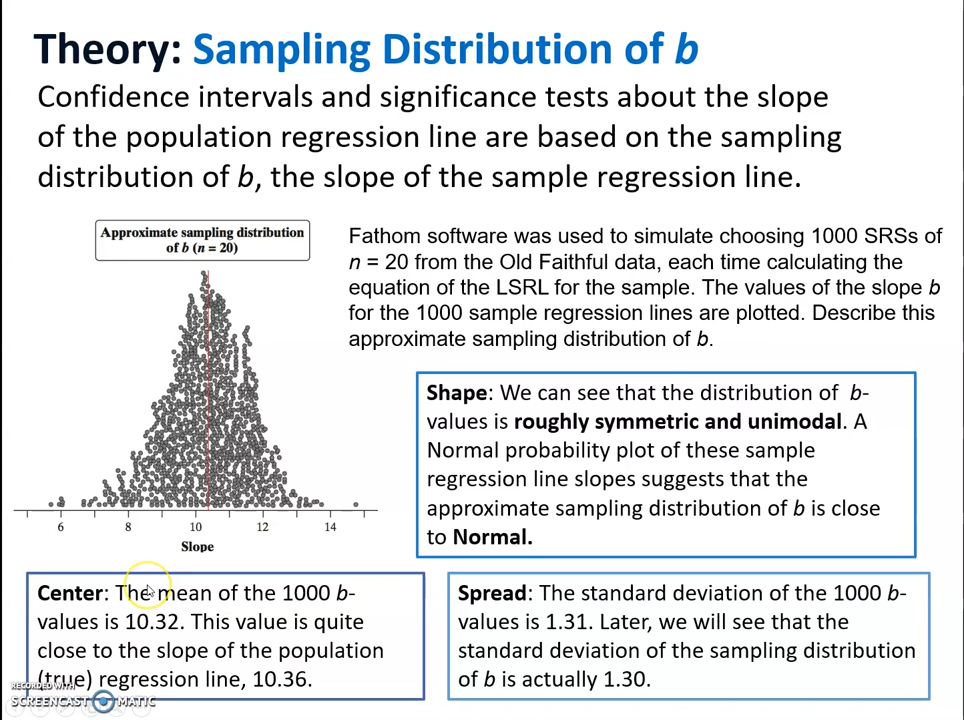 Theory: Sampling Distribution of b
Confidence intervals and significance tests about the slope
of the population regression line are based on the sampling
distribution of b, the slope of the sample regression line.
Approximate sampling distribution
of b (n = 20)
6 8 10 12 14
Slope
Fathom software was used to simulate choosing 1000 SRSs of
n = 20 from the Old Faithful data, each time calculating the
equation of the LSRL for the sample. The values of the slope b
for the 1000 sample regression lines are plotted. Describe this
approximate sampling distribution of b.
Shape: We can see that the distribution of b-
values is roughly symmetric and unimodal. A
Normal probability plot of these sample
regression line slopes suggests that the
approximate sampling distribution of b is close
to Normal.
Center: The mean of the 1000 b-
values is 10.32. This value is quite
close to the slope of the population
(true) regression line, 10.36.
Spread: The standard deviation of the 1000 b-
values is 1.31. Later, we will see that the
standard deviation of the sampling distribution
of b is actually 1.30.
RECORDED WITH
SCREENCAST MATIC